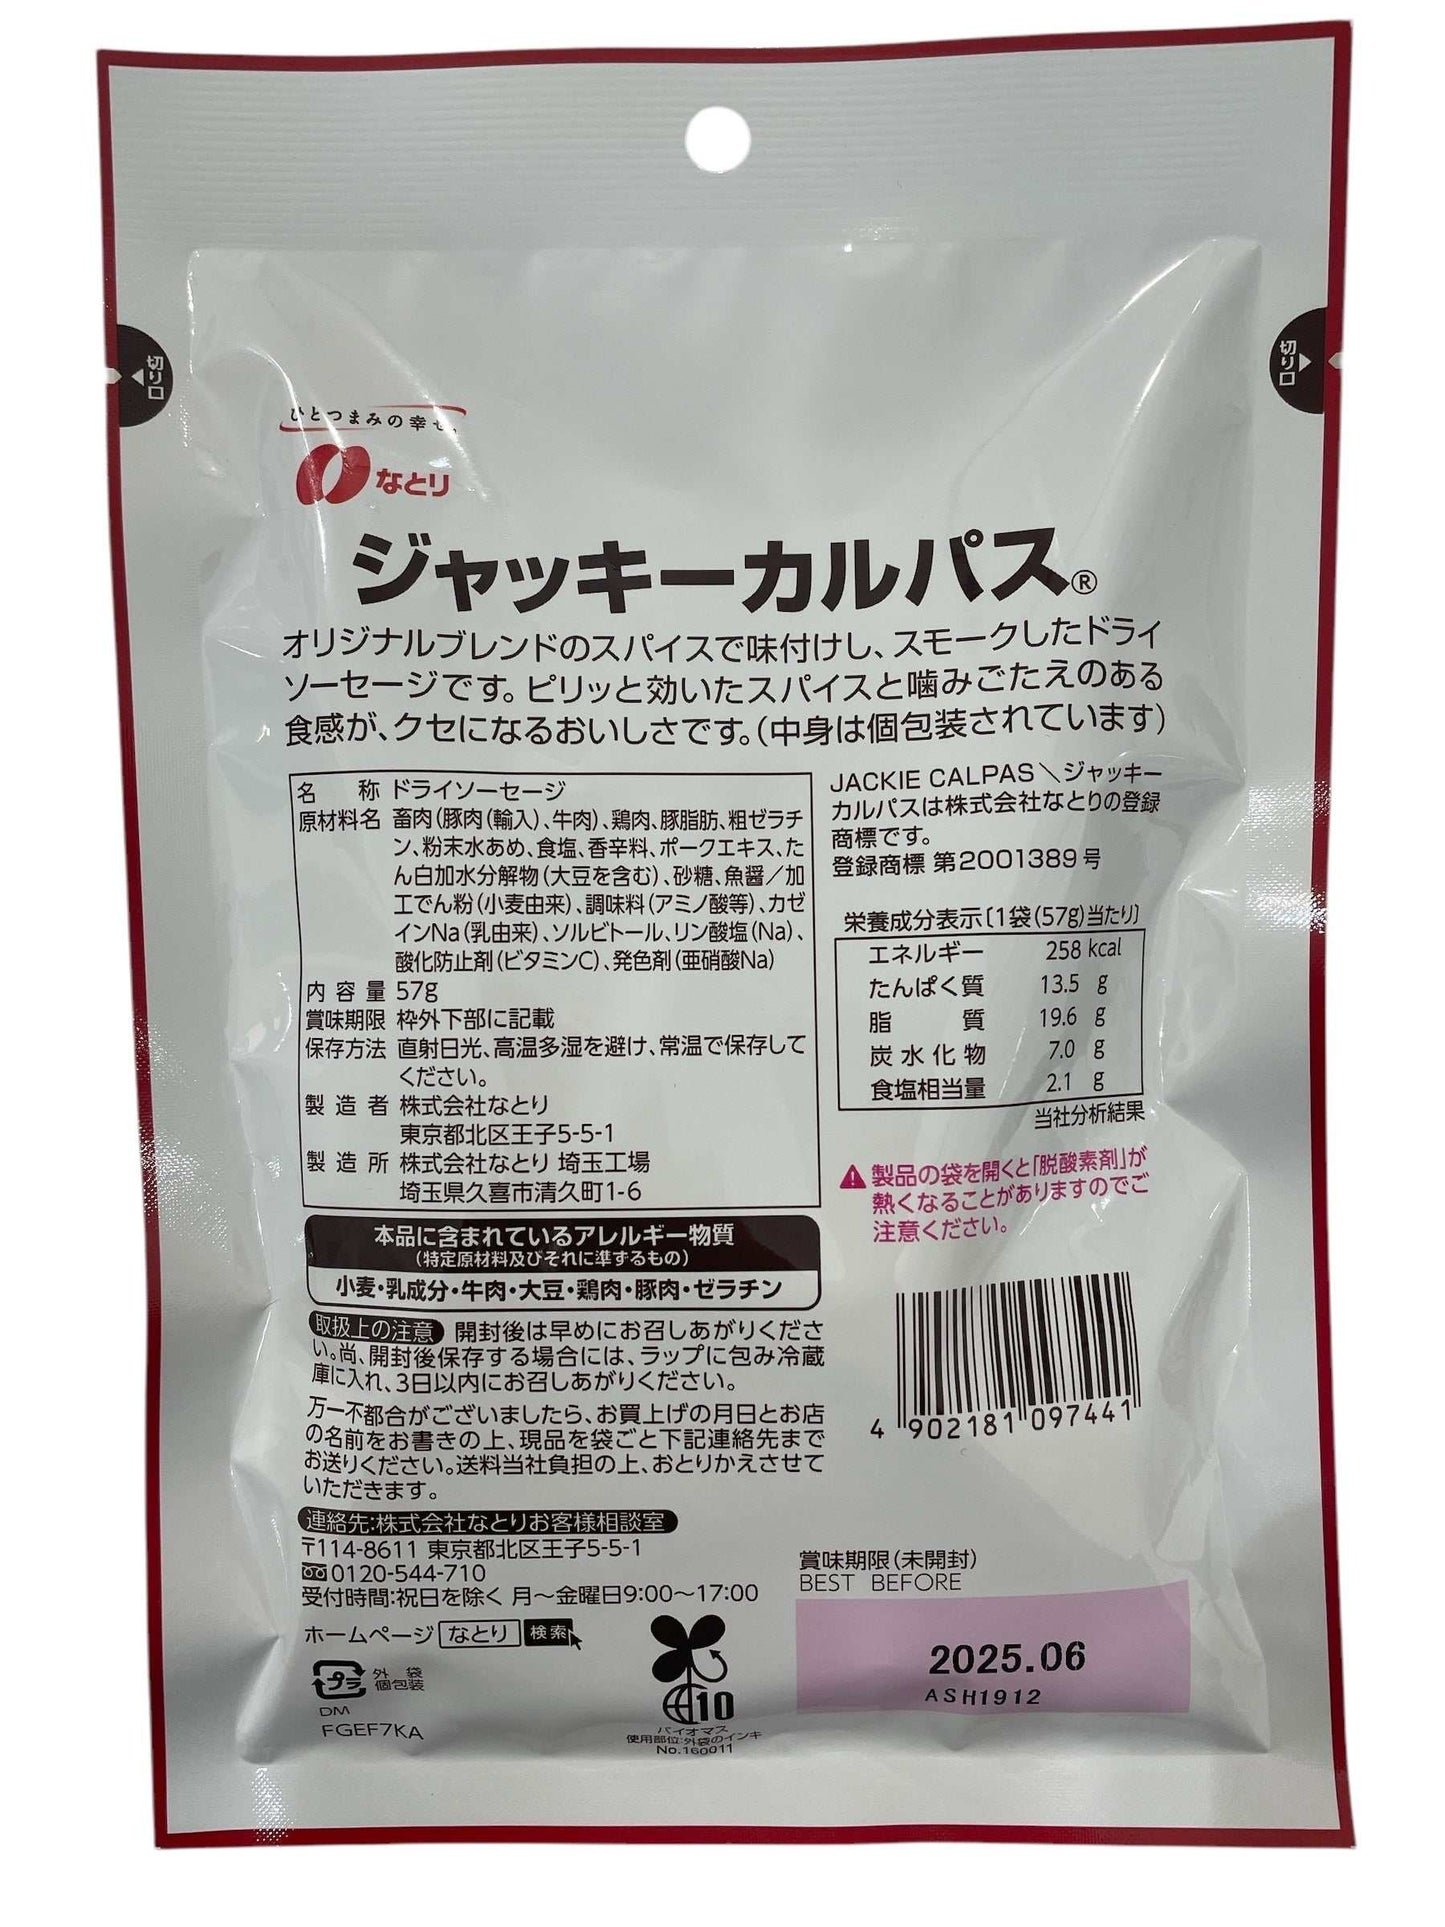 切り口
切り口
ひとつまみの幸せ。
なとり
ジャッキーカルパス®
オリジナルブレンドのスパイスで味付けし、スモークしたドライ
ソーセージです。ピリッと効いたスパイスと噛みごたえのある
食感が、クセになるおいしさです。(中身は個包装されています)
名 称 ドライソーセージ
原材料名 畜肉(豚肉(輸入)、牛肉)、鶏肉、豚脂肪、粗ゼラチ
ン、粉末水あめ、食塩、香辛料、ポークエキス、た
ん白加水分解物(大豆を含む)、砂糖、魚醤/加
工でん粉(小麦由来)、調味料(アミノ酸等)、カゼ
インNa(乳由来)、ソルビトール、リン酸塩(Na)、
酸化防止剤(ビタミンC)、発色剤(亜硝酸Na)
内容量 57g
賞味期限 枠外下部に記載
保存方法 直射日光、高温多湿を避け、常温で保存して
ください。
製造者 株式会社なとり
東京都北区王子5-5-1
製造所 株式会社なとり 埼玉工場
埼玉県久喜市清久町1-6
JACKIE CALPAS\ジャッキー
カルパスは株式会社なとりの登録
商標です。
登録商標 第2001389号
栄養成分表示〔1袋(57g)当たり〕
エネルギー 258 kcal
たんぱく質 13.5 g
脂質 19.6 g
炭水化物 7.0 g
食塩相当量 2.1 g
当社分析結果
製品の袋を開くと「脱酸素剤」が
熱くなることがありますのでご
注意ください。
本品に含まれているアレルギー物質
(特定原材料及びそれに準ずるもの)
小麦・乳成分・牛肉・大豆・鶏肉・豚肉・ゼラチン
取扱上の注意 開封後は早めにお召しあがりくださ
い。尚、開封後保存する場合には、ラップに包み冷蔵
庫に入れ、3日以内にお召しあがりください。
万一不都合がございましたら、お買上げの月日とお店
の名前をお書きの上、現品を袋ごと下記連絡先まで
お送りください。送料当社負担の上、おとりかえさせて
いただきます。
連絡先:株式会社なとりお客様相談室
〒114-8611 東京都北区王子5-5-1
0120-544-710
受付時間:祝日を除く 月〜金曜日9:00〜17:00
ホームページ なとり 検索
プラ
外 袋
個包装
DM
FGEF7KA
10
バイオマス
使用部位:外袋のインキ
No.160011
4 902181 097441
賞味期限(未開封)
BEST BEFORE
2025.06
ASH1912